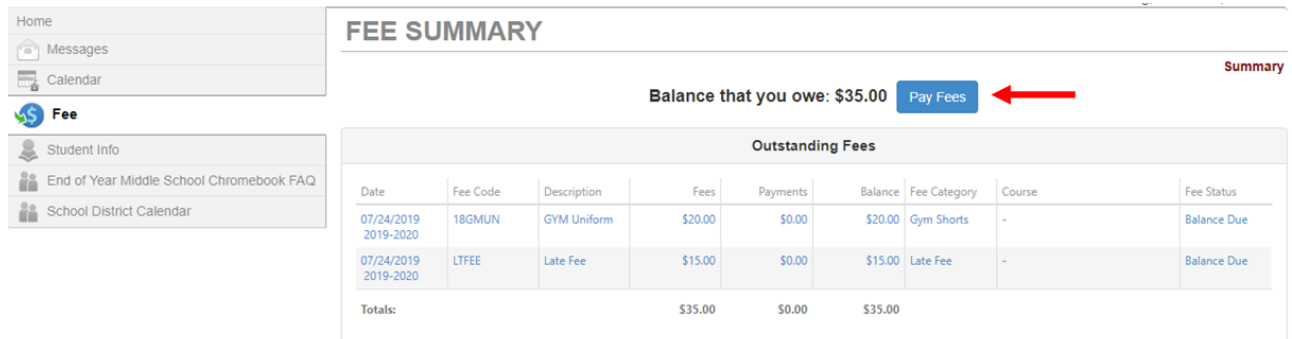 Home
Messages
Calendar
Fee
Student Info
End of Year Middle School Chromebook FAQ
School District Calendar
FEE SUMMARY
Summary
Balance that you owe: $35.00 Pay Fees
Outstanding Fees
Date Fee Code Description Fees Payments Balance Fee Category Course Fee Status
07/24/2019 18GMUN GYM Uniform $20.00 $0.00 $20.00 Gym Shorts - Balance Due
2019-2020
07/24/2019 LTFEE Late Fee $15.00 $0.00 $15.00 Late Fee - Balance Due
2019-2020
Totals: $35.00 $0.00 $35.00